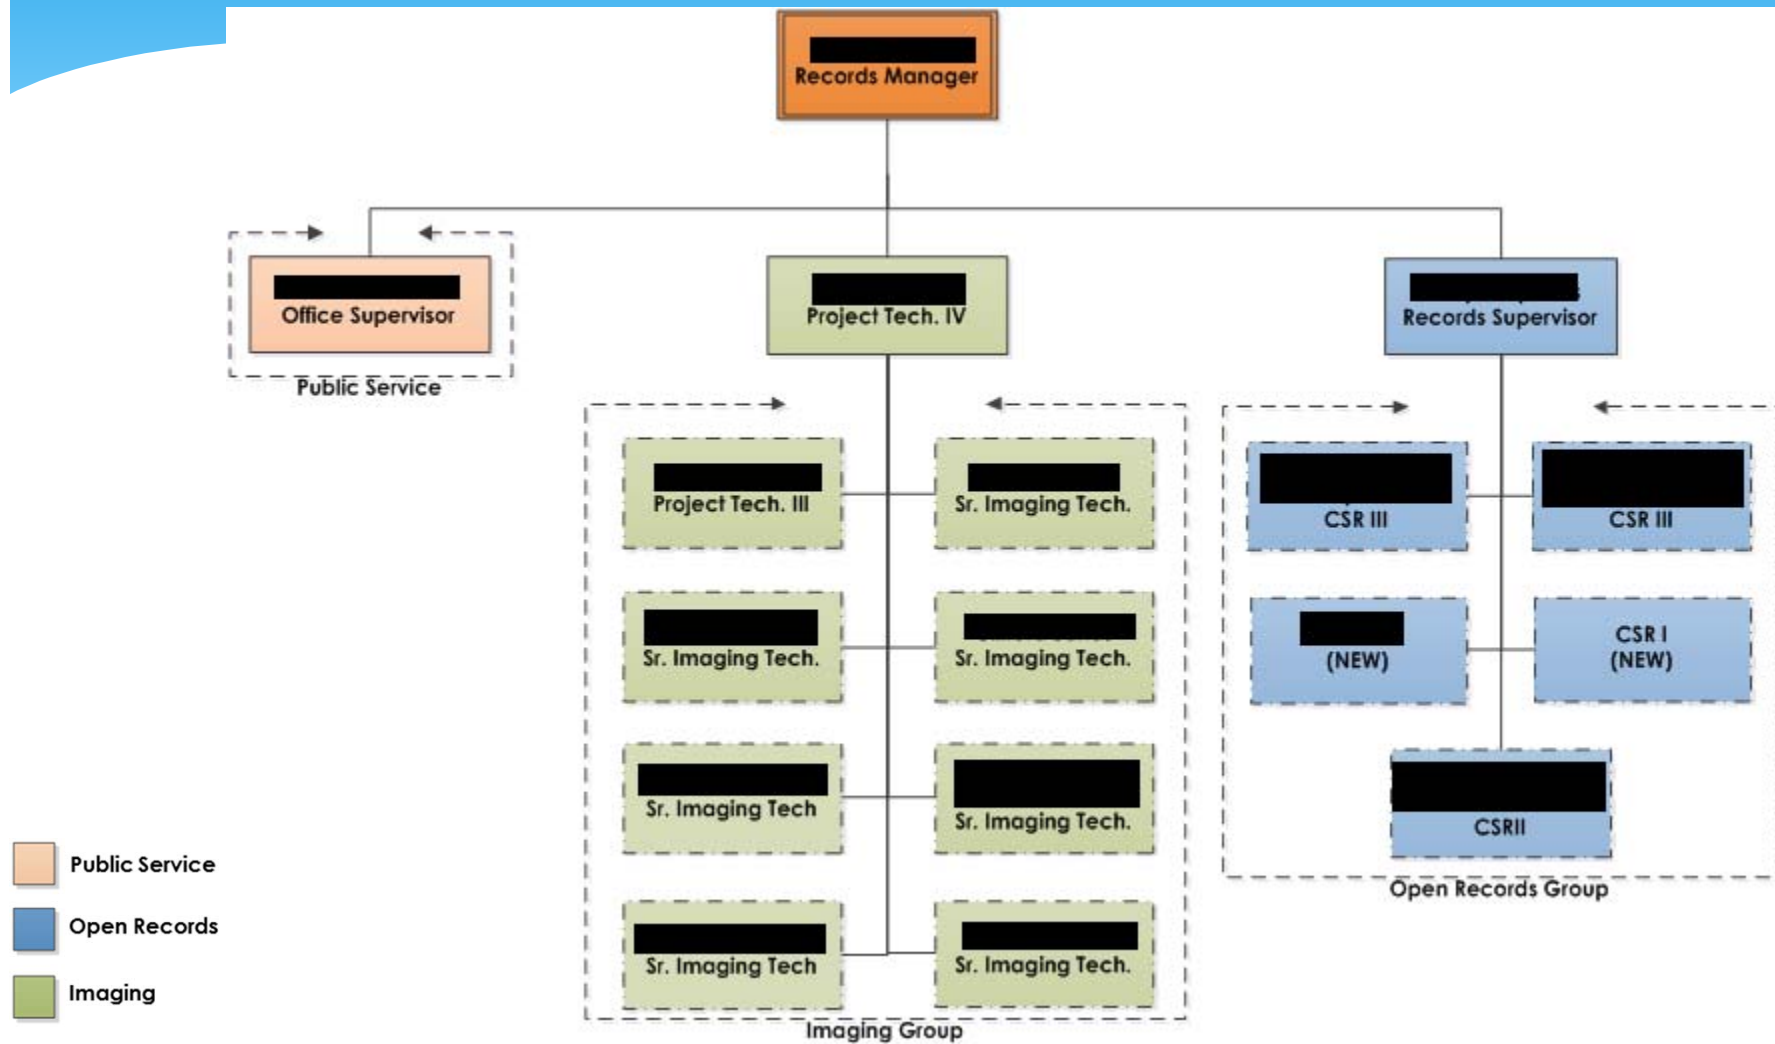 Records Manager
Office Supervisor
Public Service
Project Tech. IV
Records Supervisor
Project Tech. III
Sr. Imaging Tech.
Sr. Imaging Tech.
Sr. Imaging Tech.
Sr. Imaging Tech
Sr. Imaging Tech.
Sr. Imaging Tech
Sr. Imaging Tech.
Imaging Group
CSR III
CSR III
(NEW)
CSR I
(NEW)
CSRII
Open Records Group
Public Service
Open Records
Imaging